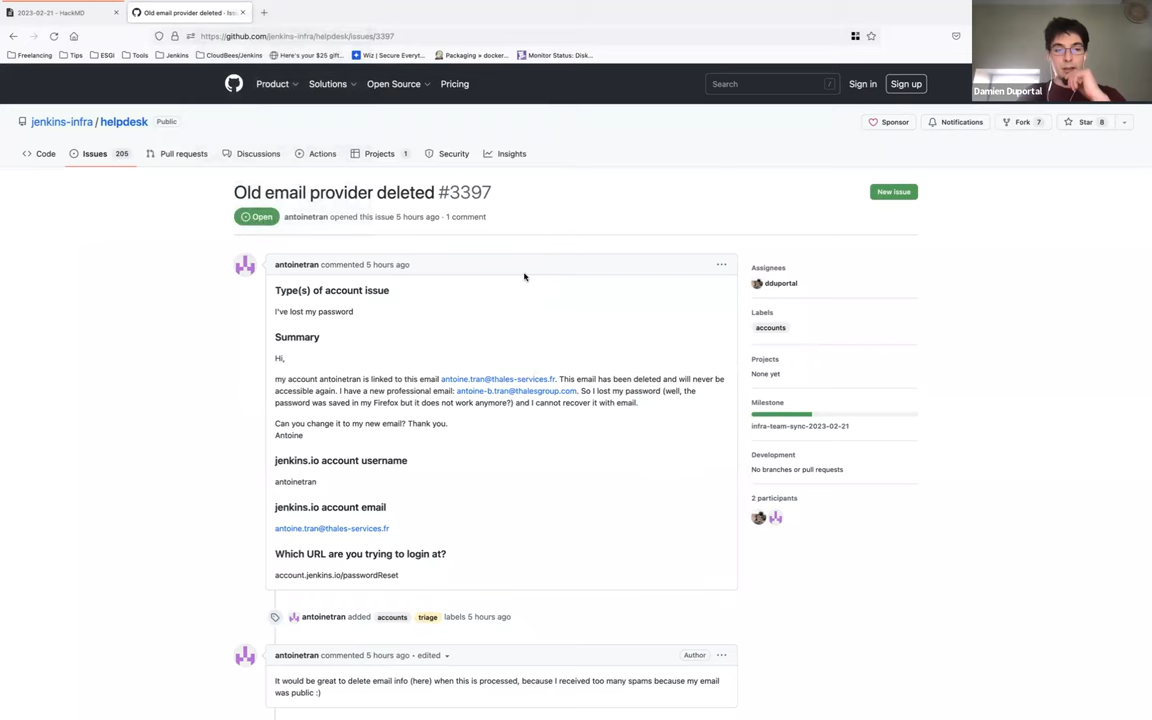 2023-02-21 - HackMD
Old email provider deleted · Issu
https://github.com/jenkins-infra/helpdesk/issues/3397
Freelancing Tips ESGI Tools Jenkins CloudBees/Jenkins Here's your $25 gift... Wiz | Secure Everyt... Packaging + docker... Monitor Status: Disk...
Damien Duportal
Product Solutions Open Source Pricing Search / Sign in Sign up
jenkins-infra / helpdesk Public Sponsor Notifications Fork 7 Star 8
Code Issues 205 Pull requests Discussions Actions Projects 1 Security Insights
Old email provider deleted #3397
New issue
Open antoinetran opened this issue 5 hours ago · 1 comment
antoinetran commented 5 hours ago
Type(s) of account issue
I've lost my password
Summary
Hi,
my account antoinetran is linked to this email antoine.tran@thales-services.fr. This email has been deleted and will never be
accessible again. I have a new professional email: antoine-b.tran@thalesgroup.com. So I lost my password (well, the
password was saved in my Firefox but it does not work anymore?) and I cannot recover it with email.
Can you change it to my new email? Thank you.
Antoine
jenkins.io account username
antoinetran
jenkins.io account email
antoine.tran@thales-services.fr
Which URL are you trying to login at?
account.jenkins.io/passwordReset
antoinetran added accounts triage labels 5 hours ago
antoinetran commented 5 hours ago • edited
Author
It would be great to delete email info (here) when this is processed, because I received too many spams because my email
was public :)
Assignees
dduportal
Labels
accounts
Projects
None yet
Milestone
infra-team-sync-2023-02-21
Development
No branches or pull requests
2 participants